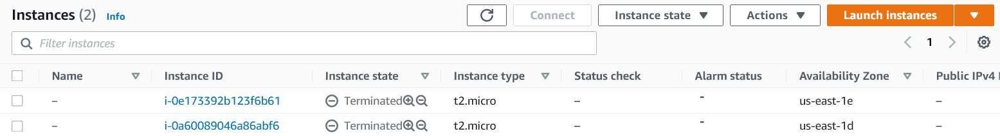 Instances (2) Info Connect Instance state Actions Launch instances
Filter instances 1
Name Instance ID Instance state Instance type Status check Alarm status Availability Zone Public IPv4
– i-0e173392b123f6b61 Terminated t2.micro – - us-east-1e –
– i-0a60089046a86abf6 Terminated t2.micro – - us-east-1d –